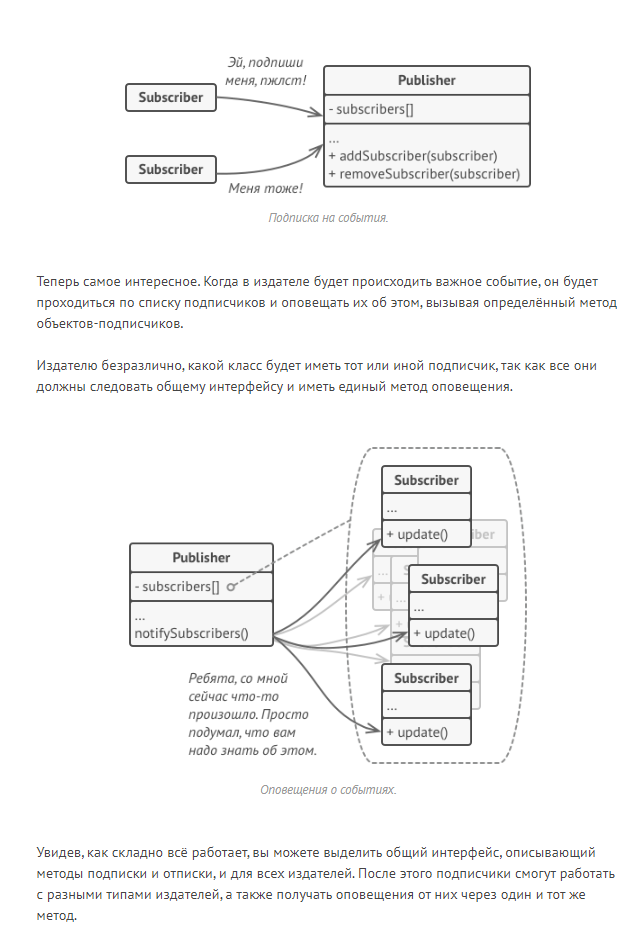 Эй, подпиши
меня, пжлст!
Subscriber
Publisher
- subscribers[]
...
+ addSubscriber(subscriber)
+ removeSubscriber(subscriber)
Subscriber
Меня тоже!
Подписка на события.
Теперь самое интересное. Когда в издателе будет происходить важное событие, он будет
проходиться по списку подписчиков и оповещать их об этом, вызывая определённый метод
объектов-подписчиков.
Издателю безразлично, какой класс будет иметь тот или иной подписчик, так как все они
должны следовать общему интерфейсу и иметь единый метод оповещения.
Subscriber
...
+ update()
Publisher
- subscribers[]
...
notifySubscribers()
Subscriber
...
+ update()
Subscriber
...
+ update()
Ребята, со мной
сейчас что-то
произошло. Просто
подумал, что вам
надо знать об этом.
Оповещения о событиях.
Увидев, как складно всё работает, вы можете выделить общий интерфейс, описывающий
методы подписки и отписки, и для всех издателей. После этого подписчики смогут работать
с разными типами издателей, а также получать оповещения от них через один и тот же
метод.